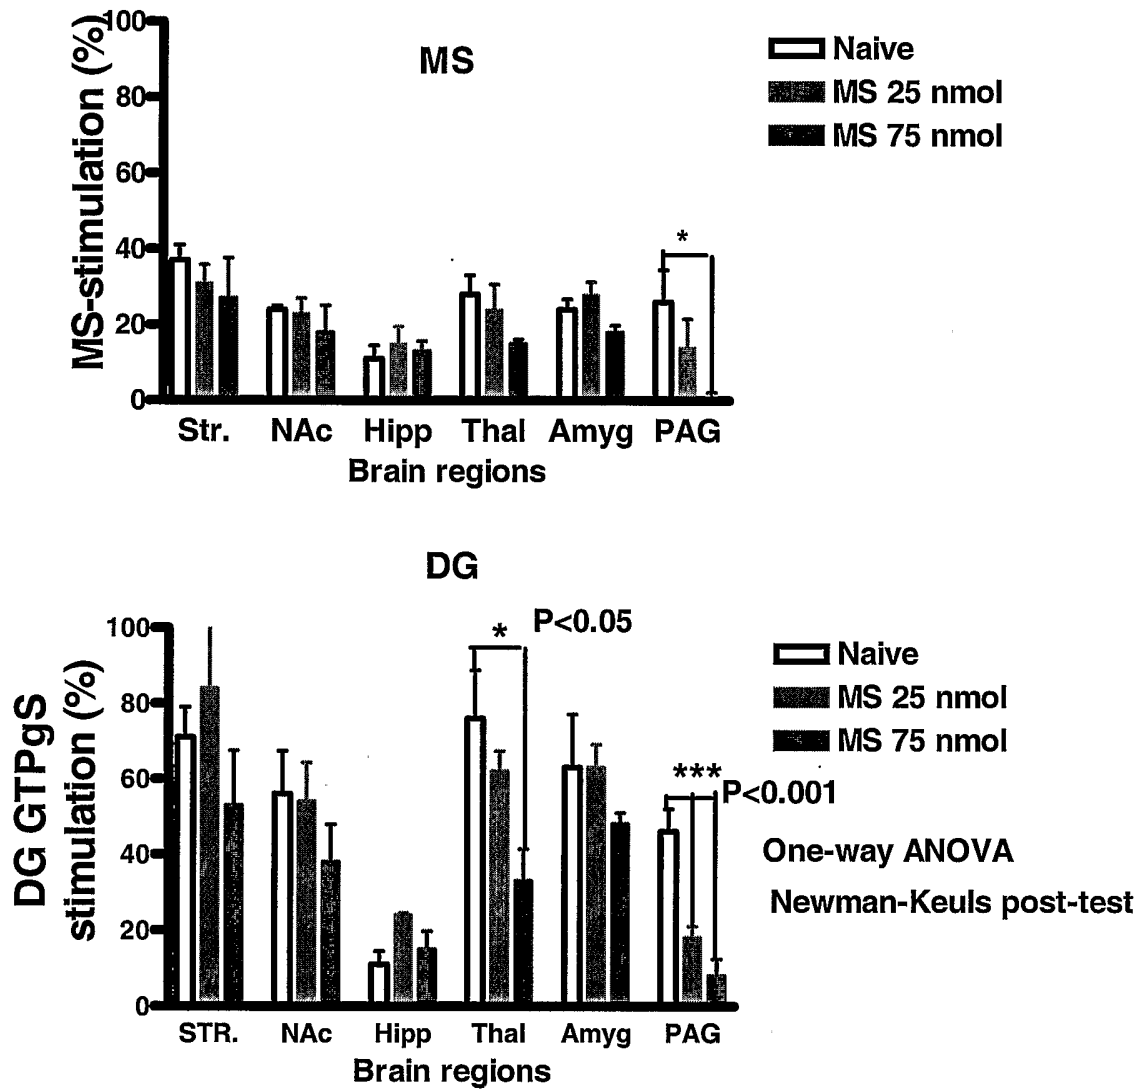 MS
MS-stimulation (%)
100
80
60
40
20
0
*
Str. NAc Hipp Thal Amyg PAG
Brain regions
Naive
MS 25 nmol
MS 75 nmol
DG
DG GTPgS
stimulation (%)
100
80
60
40
20
0
* P<0.05
*** P<0.001
STR. NAc Hipp Thal Amyg PAG
Brain regions
Naive
MS 25 nmol
MS 75 nmol
One-way ANOVA
Newman-Keuls post-test